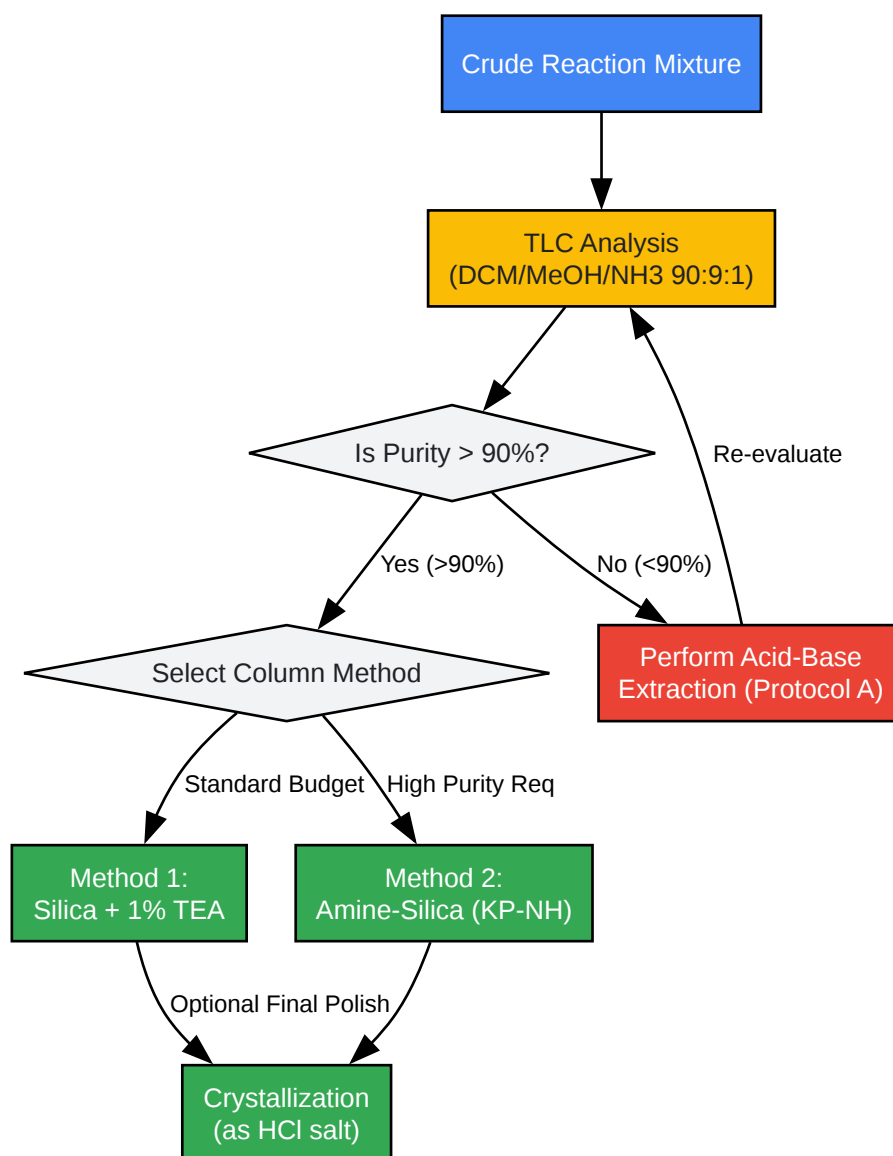 Crude Reaction Mixture
TLC Analysis
(DCM/MeOH/NH3 90:9:1)
Is Purity > 90%?
Re-evaluate
Yes (>90%)
No (<90%)
Select Column Method
Perform Acid-Base
Extraction (Protocol A)
Standard Budget
High Purity Req
Method 1:
Silica + 1% TEA
Method 2:
Amine-Silica (KP-NH)
Optional Final Polish
Crystallization
(as HCl salt)